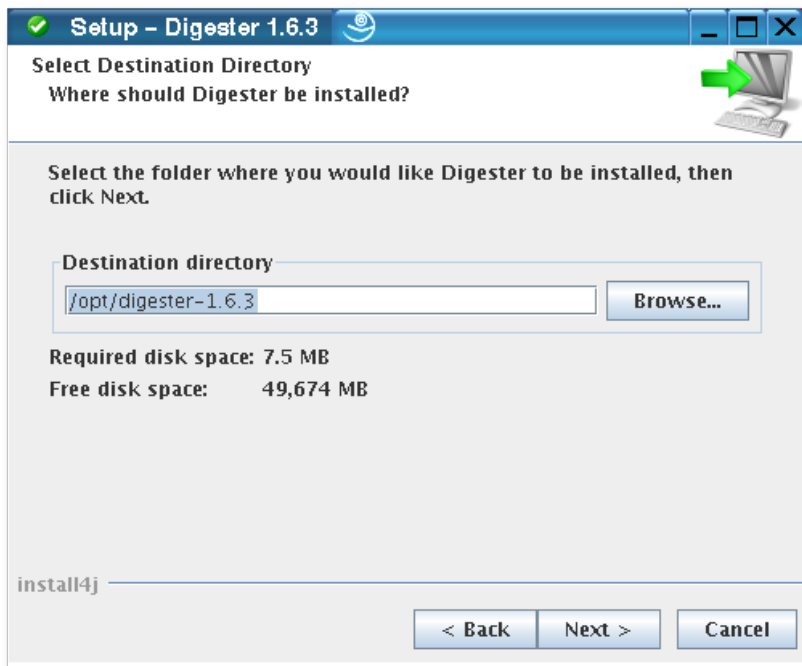 Setup - Digester 1.6.3
Select Destination Directory
Where should Digester be installed?
Select the folder where you would like Digester to be installed, then
click Next.
Destination directory
/opt/digester-1.6.3
Browse...
Required disk space: 7.5 MB
Free disk space: 49,674 MB
install4j
< Back
Next >
Cancel